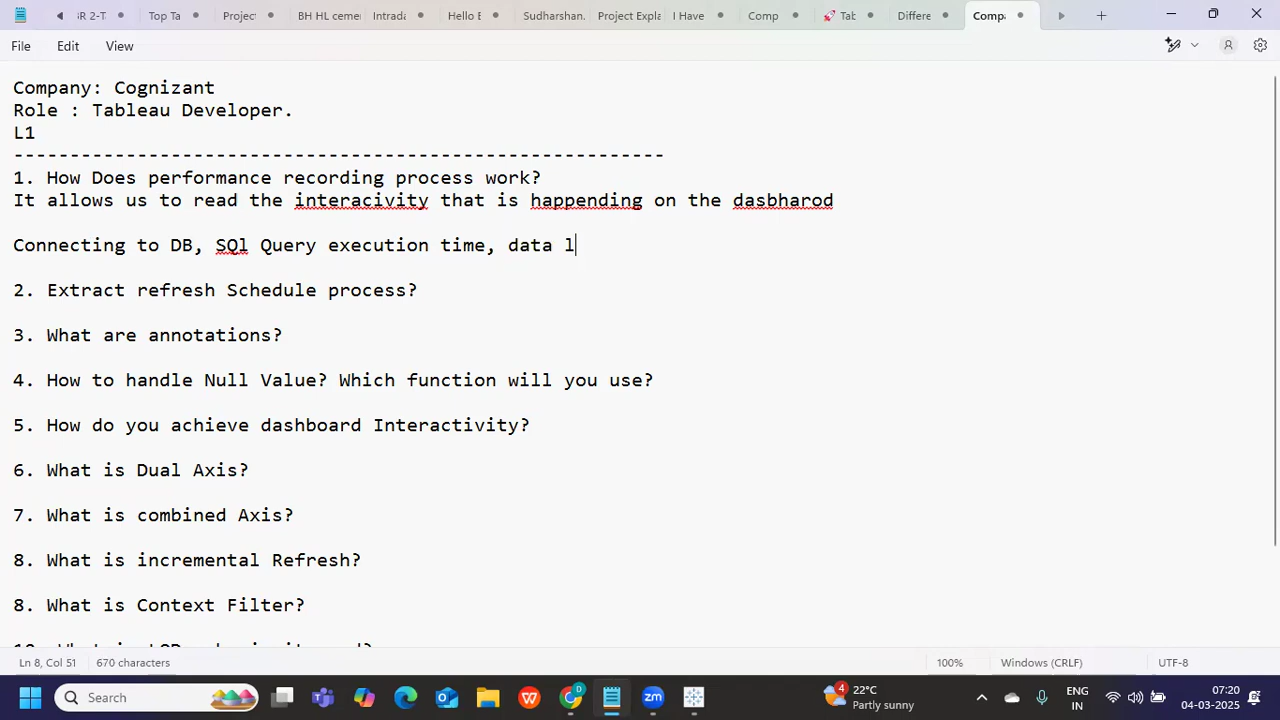 SR 2-T
Top Ta
Project
BH HL ceme
Intrada
Hello E
Sudharshan.
Project Expla
I Have
Comp
Tab
Differe
Compa
File Edit View
Company: Cognizant
Role : Tableau Developer.
L1
----------------------------------------------------------
1. How Does performance recording process work?
It allows us to read the interacivity that is happending on the dasbharod
Connecting to DB, SQl Query execution time, data l
2. Extract refresh Schedule process?
3. What are annotations?
4. How to handle Null Value? Which function will you use?
5. How do you achieve dashboard Interactivity?
6. What is Dual Axis?
7. What is combined Axis?
8. What is incremental Refresh?
8. What is Context Filter?
Ln 8, Col 51 670 characters 100% Windows (CRLF) UTF-8
Search
D
zm
4
22°C
Partly sunny
ENG
IN
07:20
04-03-2025